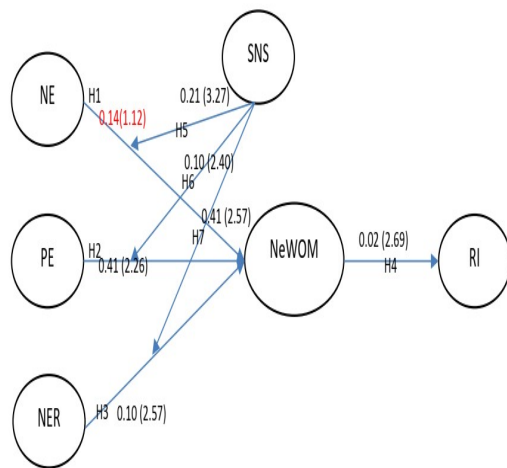 SNS
NE
H1
0.21 (3.27)
0.14(1.12)
H5
0.10 (2.40)
H6
0.41 (2.57)
H7
PE
H2
0.41 (2.26)
NeWOM
0.02 (2.69)
H4
RI
NER
H3
0.10 (2.57)